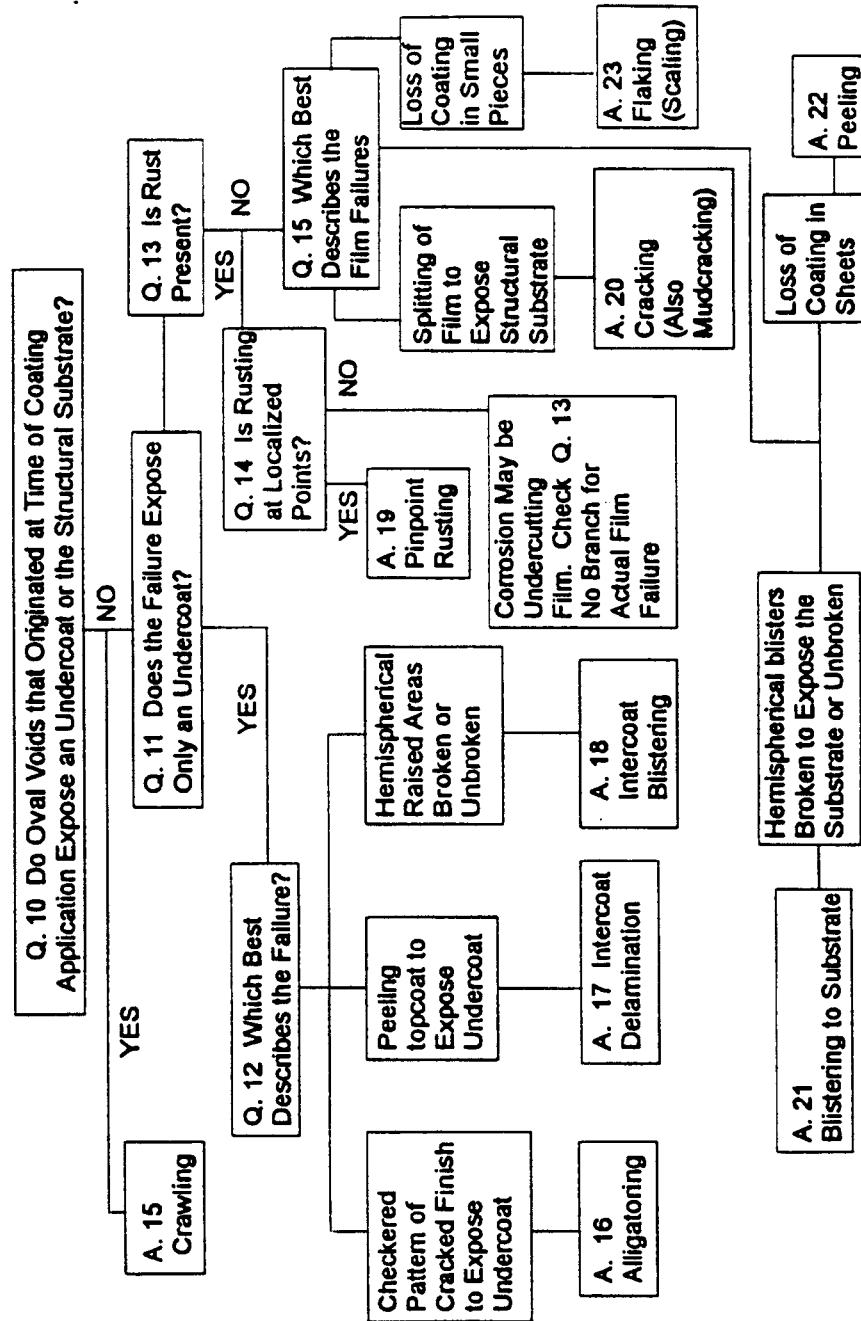 Q. 10 Do Oval Voids that Originated at Time of Coating
Application Expose an Undercoat or the Structural Substrate?
YES
NO
A. 15
Crawling
Q. 11 Does the Failure Expose
Only an Undercoat?
YES
Q. 13 Is Rust
Present?
YES
NO
Q. 12 Which Best
Describes the Failure?
Q. 14 Is Rusting
at Localized
Points?
YES
NO
Q. 15 Which Best
Describes the
Film Failures
Checkered
Pattern of
Cracked Finish
to Expose
Undercoat
Peeling
topcoat to
Expose
Undercoat
Hemispherical
Raised Areas
Broken or
Unbroken
A. 19
Pinpoint
Rusting
Splitting of
Film to
Expose
Structural
Substrate
Loss of
Coating
in Small
Pieces
A. 16
Alligatoring
A. 17 Intercoat
Delamination
A. 18
Intercoat
Blistering
Corrosion May be
Undercutting
Film. Check Q. 13
No Branch for
Actual Film
Failure
A. 20
Cracking
(Also
Mudcracking)
A. 23
Flaking
(Scaling)
A. 21
Blistering to Substrate
Hemispherical blisters
Broken to Expose the
Substrate or Unbroken
Loss of
Coating in
Sheets
A. 22
Peeling